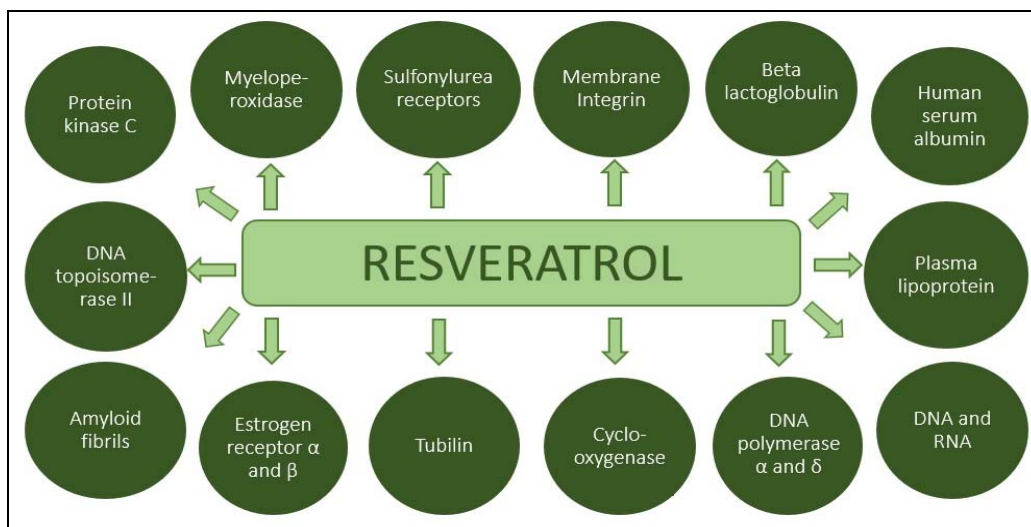 Protein
kinase C
Myelope-
roxidase
Sulfonylurea
receptors
Membrane
Integrin
Beta
lactoglobulin
Human
serum
albumin
DNA
topoisome-
rase II
RESVERATROL
Plasma
lipoprotein
Amyloid
fibrils
Estrogen
receptor α
and β
Tubilin
Cyclo-
oxygenase
DNA
polymerase
α and δ
DNA and
RNA